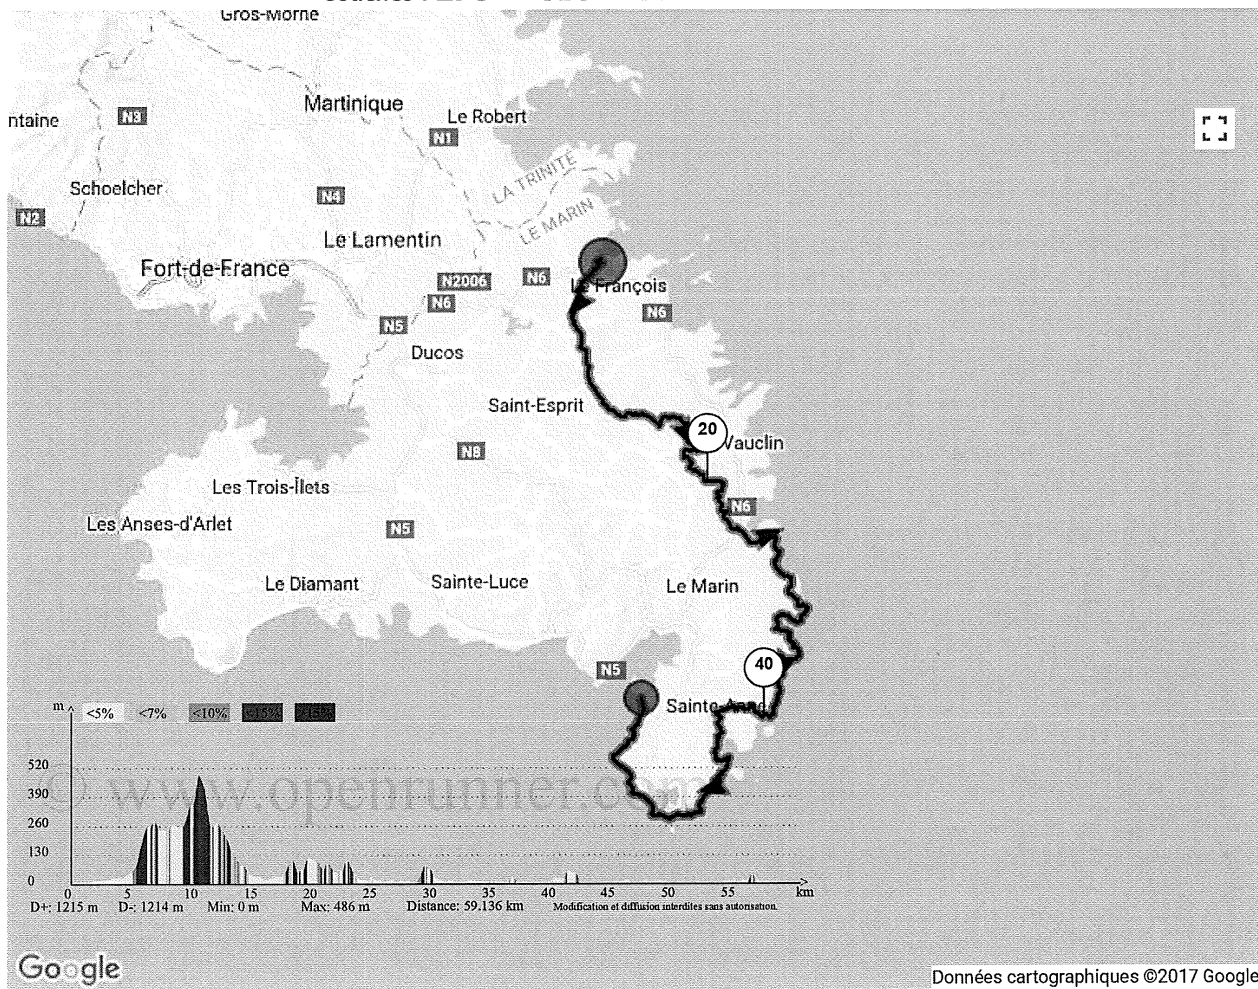 Gros-Morne
Martinique
Le Robert
ntaine
N3
N1
LA TRINITÉ
Schoelcher
N4
N2
LE MARIN
Le Lamentin
Fort-de-France
N2006
N6
Le François
N6
N6
N5
Ducos
Saint-Esprit
20
Vauclin
N8
Les Trois-Îlets
N6
Les Anses-d'Arlet
N5
Le Diamant
Sainte-Luce
Le Marin
40
N5
Sainte-Anne
m
<5%
<7%
<10%
<15%
>15%
520
390
260
130
0
© www.openrunner.com
0 5 10 15 20 25 30 35 40 45 50 55 km
D+: 1215 m D-: 1214 m Min: 0 m Max: 486 m Distance: 59.136 km Modification et diffusion interdites sans autorisation.
Google
Données cartographiques ©2017 Google